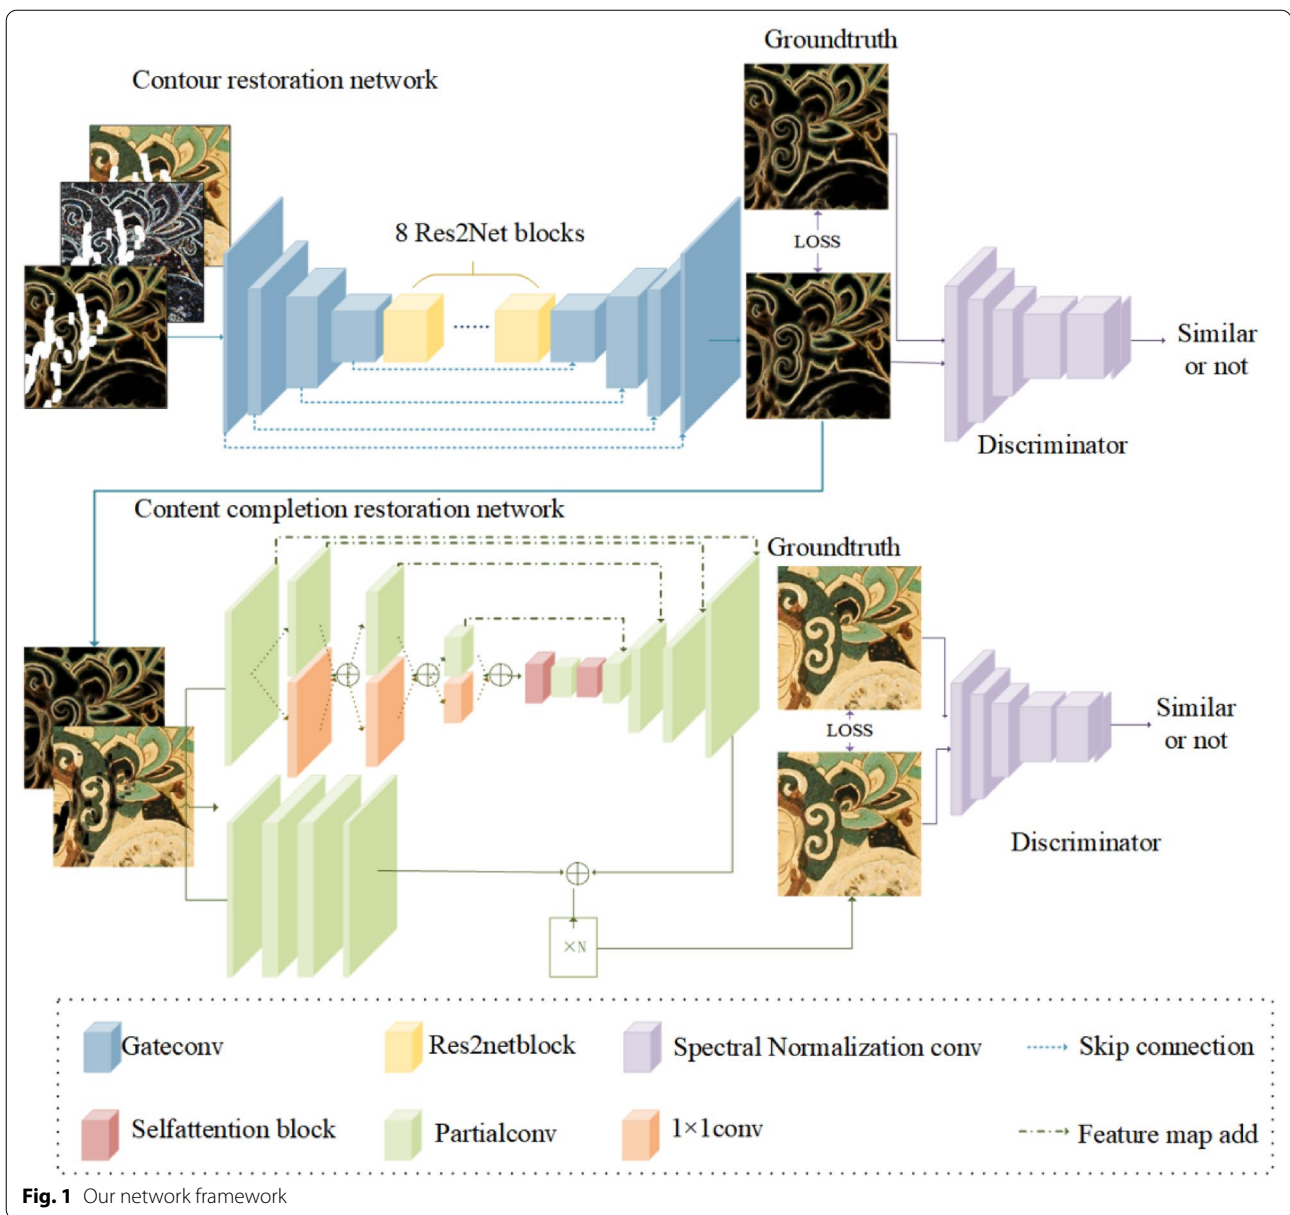 Groundtruth
Contour restoration network
8 Res2Net blocks
LOSS
Similar
or not
Discriminator
Content completion restoration network
Groundtruth
LOSS
Similar
or not
Discriminator
×N
Gateconv
Res2netblock
Spectral Normalization conv
Skip connection
Selfattention block
Partialconv
1×1conv
Feature map add
Fig. 1 Our network framework